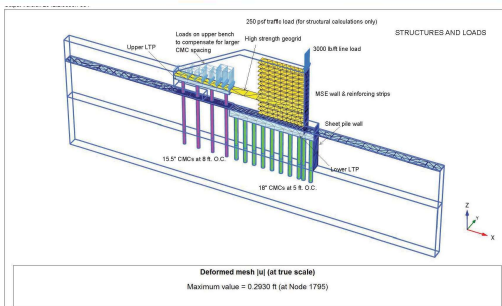 250 psf traffic load (for structural calculations only)
STRUCTURES AND LOADS
Loads on upper bench
to compensate for larger
CMC spacing
High strength geogrid
Upper LTP
3000 lb/ft line load
MSE wall & reinforcing strips
Sheet pile wall
15.5" CMCs at 8 ft. O.C.
Lower LTP
18" CMCs at 5 ft. O.C.
Z
Y
X
Deformed mesh |u| (at true scale)
Maximum value = 0.2930 ft (at Node 1795)